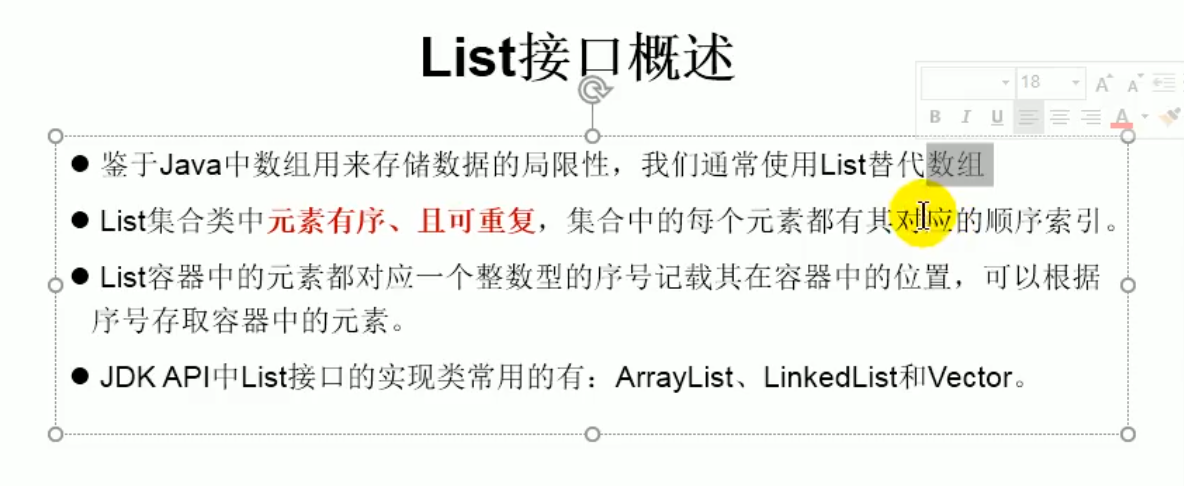 List接口概述
18
B I U A
● 鉴于Java中数组用来存储数据的局限性，我们通常使用List替代数组
● List集合类中元素有序、且可重复，集合中的每个元素都有其对应的顺序索引。
● List容器中的元素都对应一个整数型的序号记载其在容器中的位置，可以根据
序号存取容器中的元素。
● JDK API中List接口的实现类常用的有：ArrayList、LinkedList和Vector。